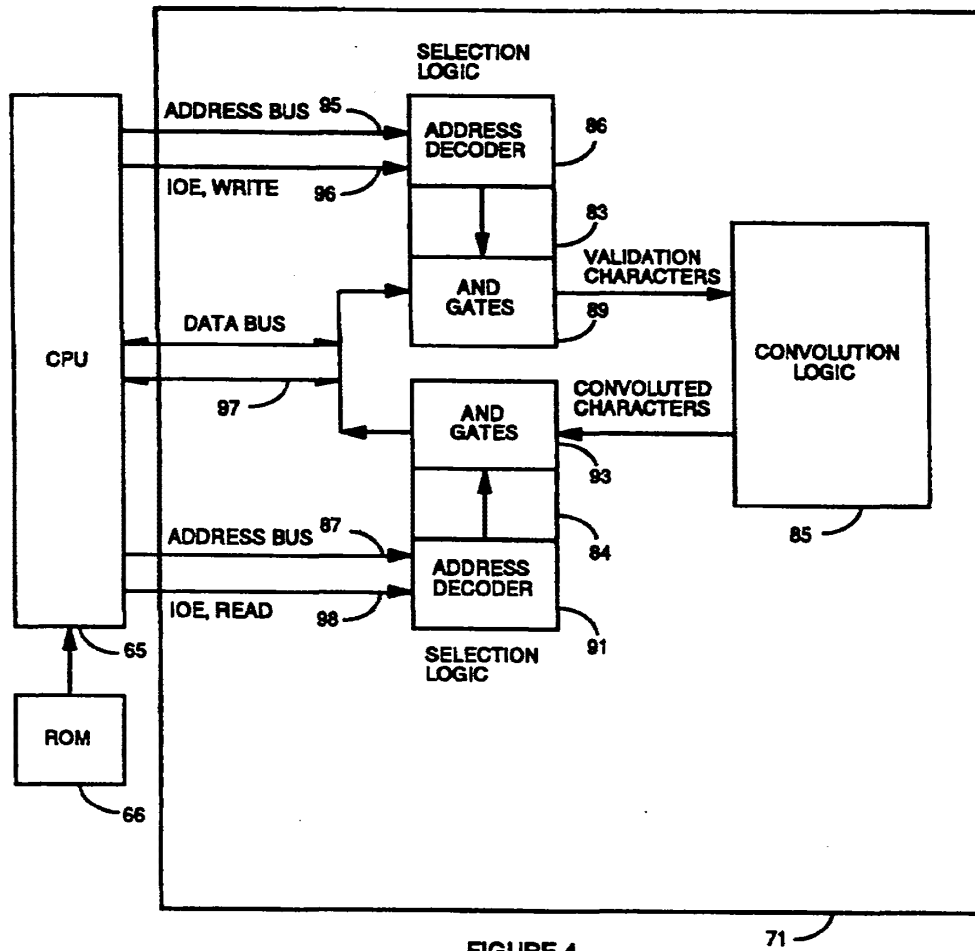 SELECTION
LOGIC
ADDRESS BUS
95
ADDRESS
DECODER
86
IOE, WRITE
96
83
VALIDATION
CHARACTERS
AND
GATES
89
DATA BUS
CPU
97
CONVOLUTION
LOGIC
CONVOLUTED
CHARACTERS
AND
GATES
93
ADDRESS BUS
87
84
85
ADDRESS
DECODER
IOE, READ
98
91
65
SELECTION
LOGIC
ROM
66
71
FIGURE 4